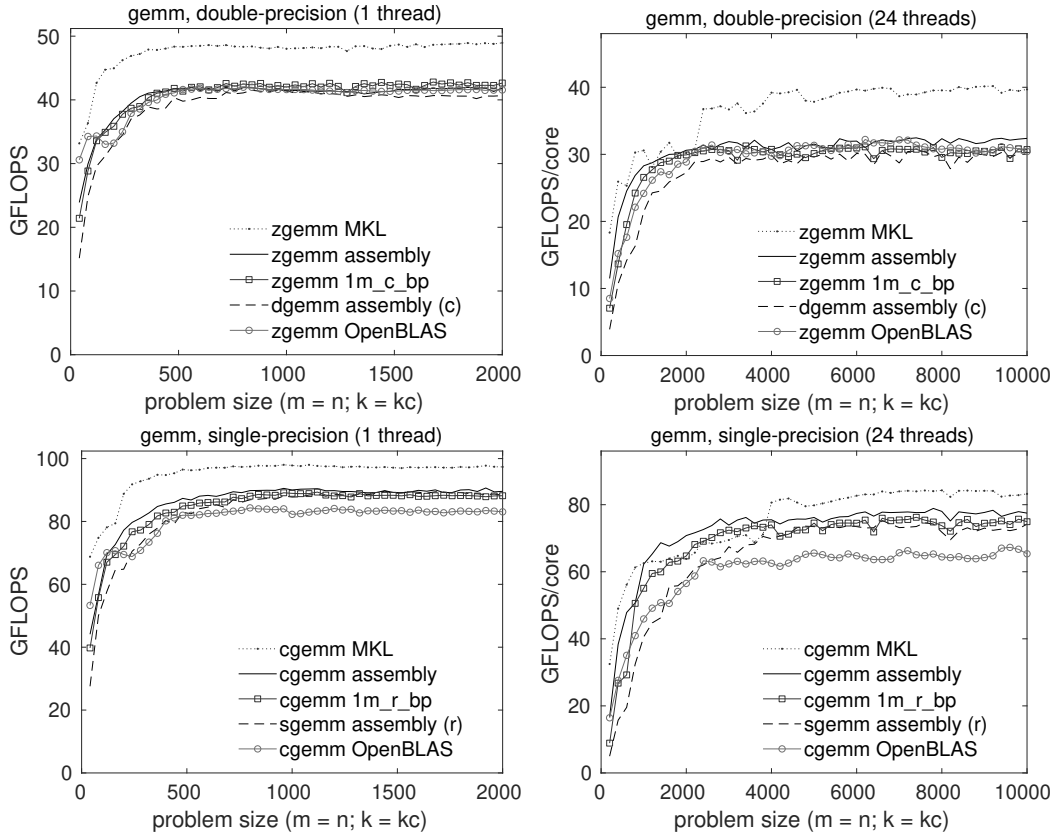 gemm, double-precision (1 thread)
50
40
30
20
10
0
GFLOPS
zgemm MKL
zgemm assembly
zgemm 1m_c_bp
dgemm assembly (c)
zgemm OpenBLAS
0 500 1000 1500 2000
problem size (m = n; k = kc)
gemm, double-precision (24 threads)
40
30
20
10
0
GFLOPS/core
zgemm MKL
zgemm assembly
zgemm 1m_c_bp
dgemm assembly (c)
zgemm OpenBLAS
0 2000 4000 6000 8000 10000
problem size (m = n; k = kc)
gemm, single-precision (1 thread)
100
80
60
40
20
0
GFLOPS
cgemm MKL
cgemm assembly
cgemm 1m_r_bp
sgemm assembly (r)
cgemm OpenBLAS
0 500 1000 1500 2000
problem size (m = n; k = kc)
gemm, single-precision (24 threads)
80
60
40
20
0
GFLOPS/core
cgemm MKL
cgemm assembly
cgemm 1m_r_bp
sgemm assembly (r)
cgemm OpenBLAS
0 2000 4000 6000 8000 10000
problem size (m = n; k = kc)